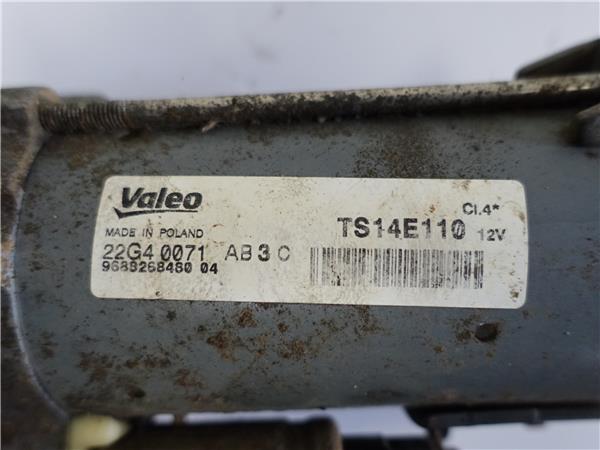 Valeo
Cl.4*
MADE IN POLAND
TS14E110 12V
22G4 0071 AB 3 C
9688268480 04